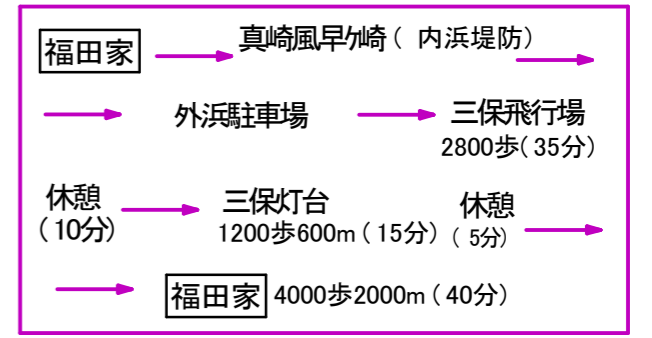 福田家 真崎風早ケ崎( 内浜堤防)
外浜駐車場 三保飛行場
2800歩(35分)
休憩 三保灯台 休憩
(10分) 1200歩600m(15分) ( 5分)
福田家 4000歩2000m(40分)